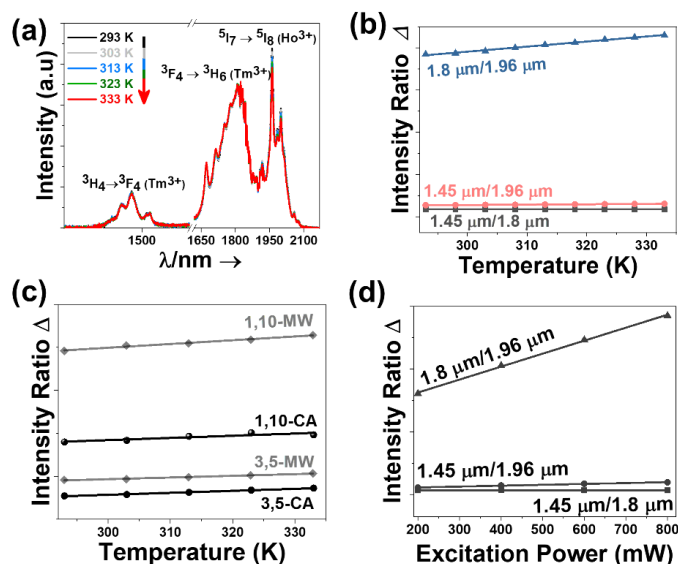 (a)
293 K
303 K
313 K
323 K
333 K
⁵I₇ → ⁵I₈ (Ho³⁺)
³F₄ → ³H₆ (Tm³⁺)
³H₄→³F₄ (Tm³⁺)
Intensity (a.u)
1500 1650 1800 1950 2100
λ/nm →
(b)
1.8 μm/1.96 μm
1.45 μm/1.96 μm
1.45 μm/1.8 μm
Intensity Ratio Δ
300 310 320 330
Temperature (K)
(c)
1,10-MW
1,10-CA
3,5-MW
3,5-CA
Intensity Ratio Δ
300 310 320 330
Temperature (K)
(d)
1.8 μm/1.96 μm
1.45 μm/1.96 μm
1.45 μm/1.8 μm
Intensity Ratio Δ
200 300 400 500 600 700 800
Excitation Power (mW)